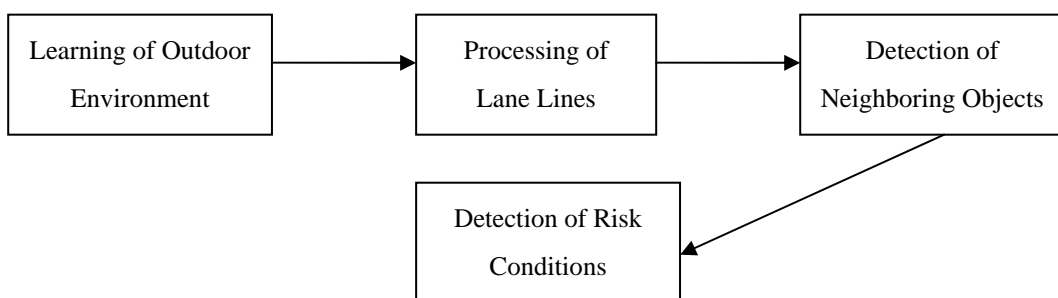 Learning of Outdoor
Environment
Processing of
Lane Lines
Detection of
Neighboring Objects
Detection of Risk
Conditions